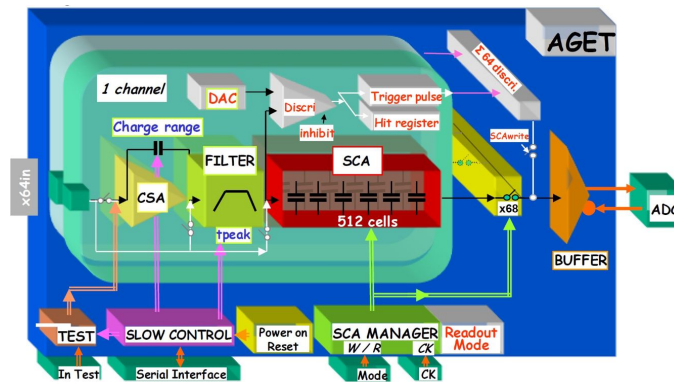 AGET
1 channel
Σ 64 discri.
DAC
Discri
Trigger pulse
Hit register
inhibit
Charge range
SCAwrite
FILTER
SCA
x64in
CSA
512 cells
x68
tpeak
ADC
BUFFER
TEST
SLOW CONTROL
Power on
Reset
SCA MANAGER
W / R
CK
Readout
Mode
In Test
Serial Interface
Mode
CK